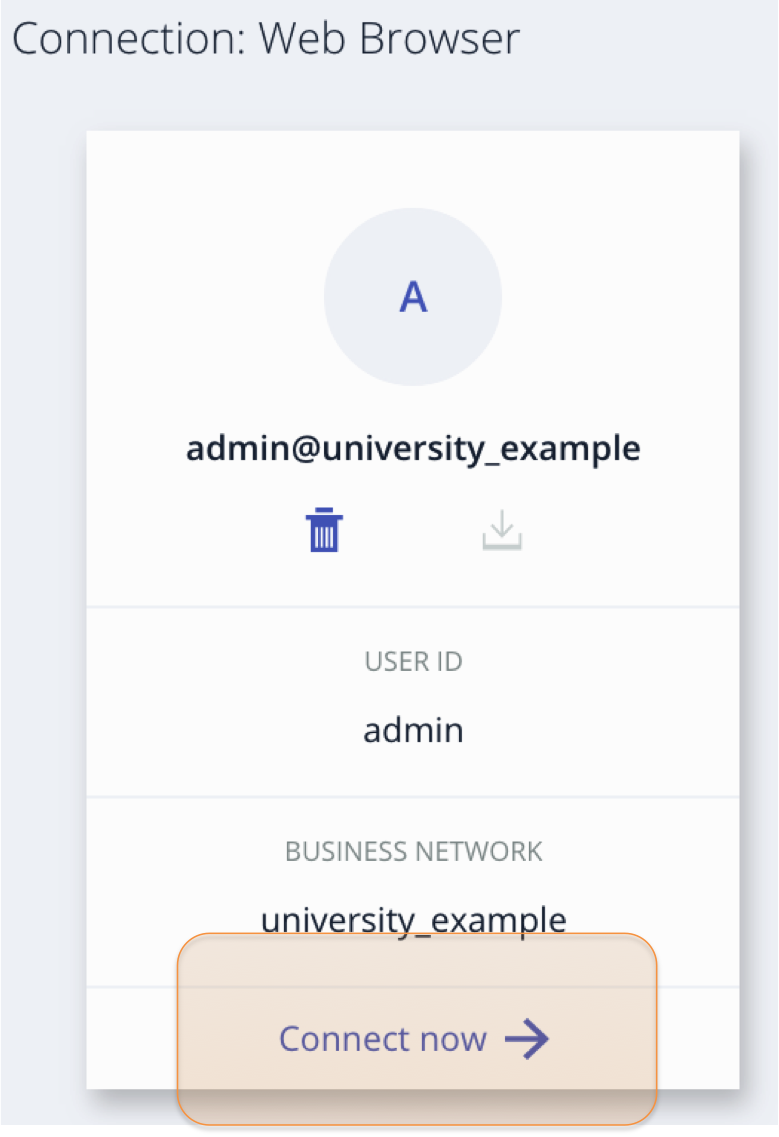 Connection: Web Browser
A
admin@university_example
USER ID
admin
BUSINESS NETWORK
university_example
Connect now